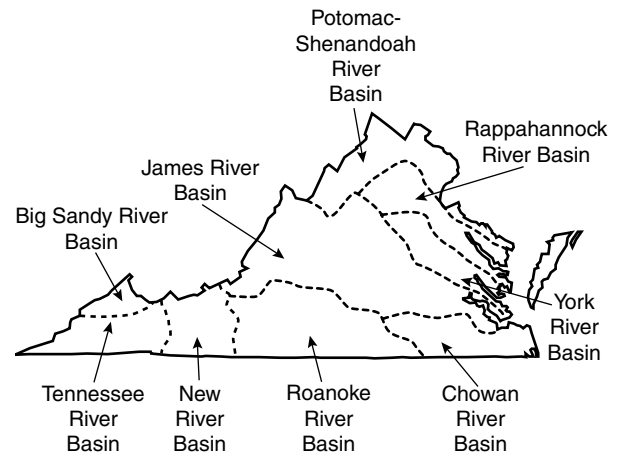 Potomac-
Shenandoah
River
Basin
Rappahannock
River Basin
James River
Basin
Big Sandy River
Basin
York
River
Basin
Tennessee
River
Basin
New
River
Basin
Roanoke
River
Basin
Chowan
River
Basin